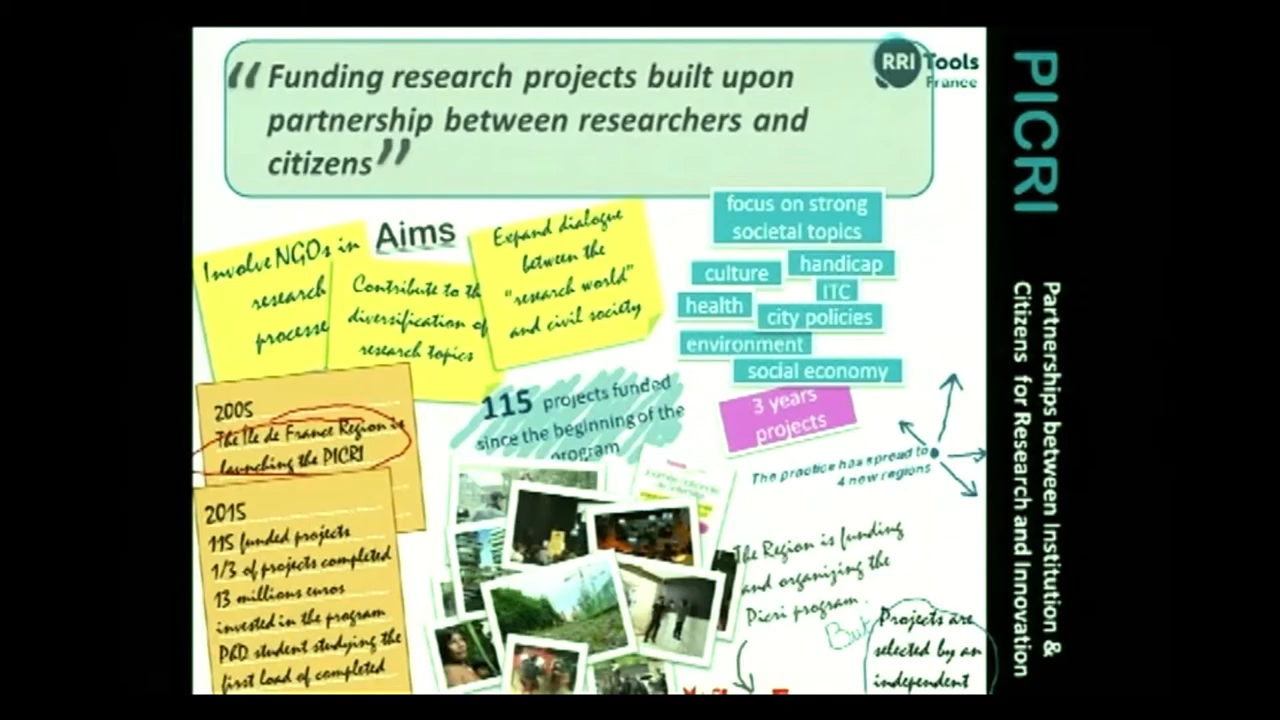 “ Funding research projects built upon
partnership between researchers and
citizens ”
RRI Tools
France
PICRI
Partnerships between Institution &
Citizens for Research and Innovation
Aims
Involve NGOs in
research
processe
Contribute to th
diversification of
research topics
Expand dialogue
between the
"research world"
and civil society
focus on strong
societal topics
culture
handicap
ITC
health
city policies
environment
social economy
3 years
projects
115 projects funded
since the beginning of the
program
The practice has spread to
4 new regions
2005
The Ile de France Region is
launching the PICRI
2015
115 funded projects
1/3 of projects completed
13 millions euros
invested in the program
PhD student studying the
first load of completed
The Region is funding
and organizing the
Picri program
But
Projects are
selected by an
independent